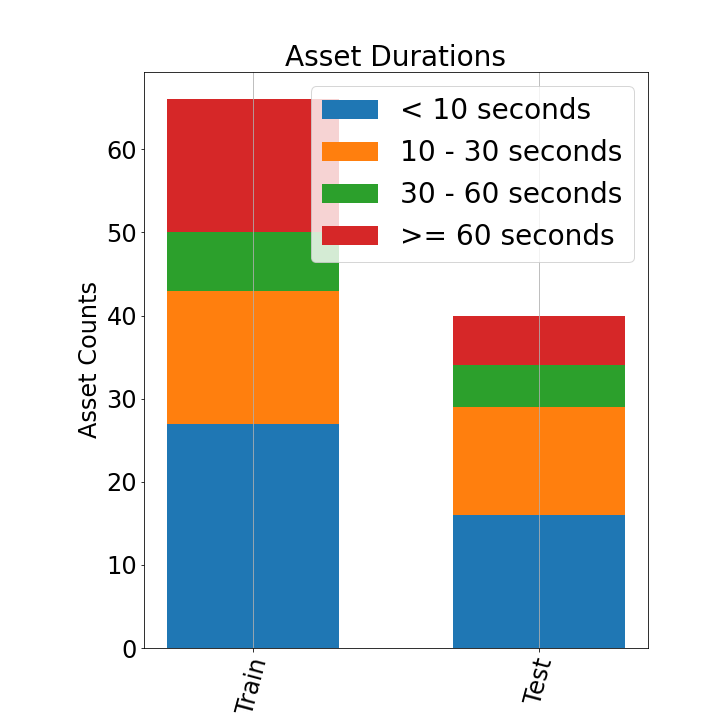 Asset Durations
< 10 seconds
10 - 30 seconds
30 - 60 seconds
>= 60 seconds
Asset Counts
60
50
40
30
20
10
0
Train
Test